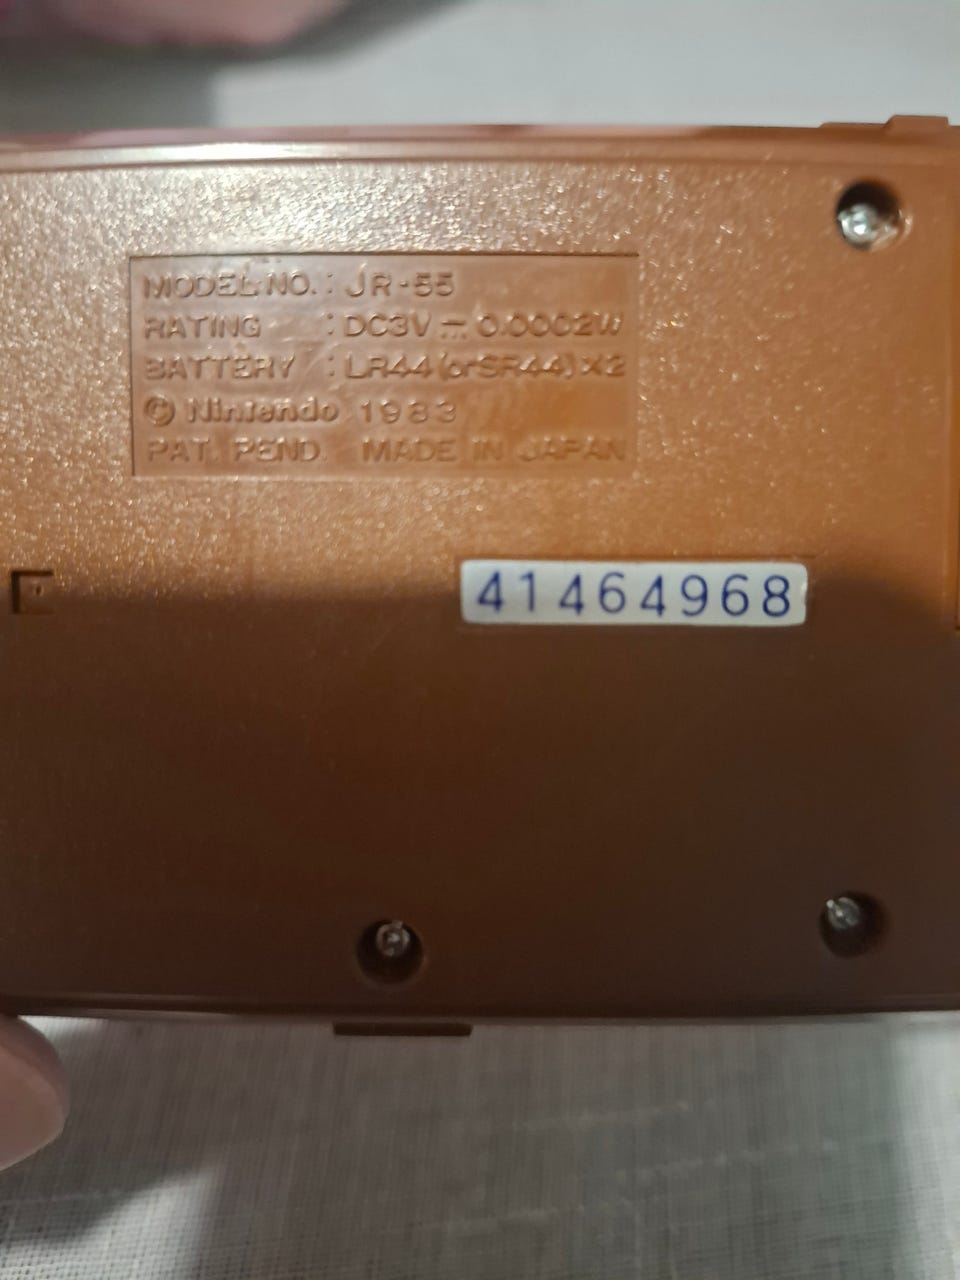 MODEL NO. : JR-55
RATING : DC3V ⎓ 0.0002W
BATTERY : LR44 (or SR44) X2
© Nintendo 1983
PAT. PEND. MADE IN JAPAN
41464968